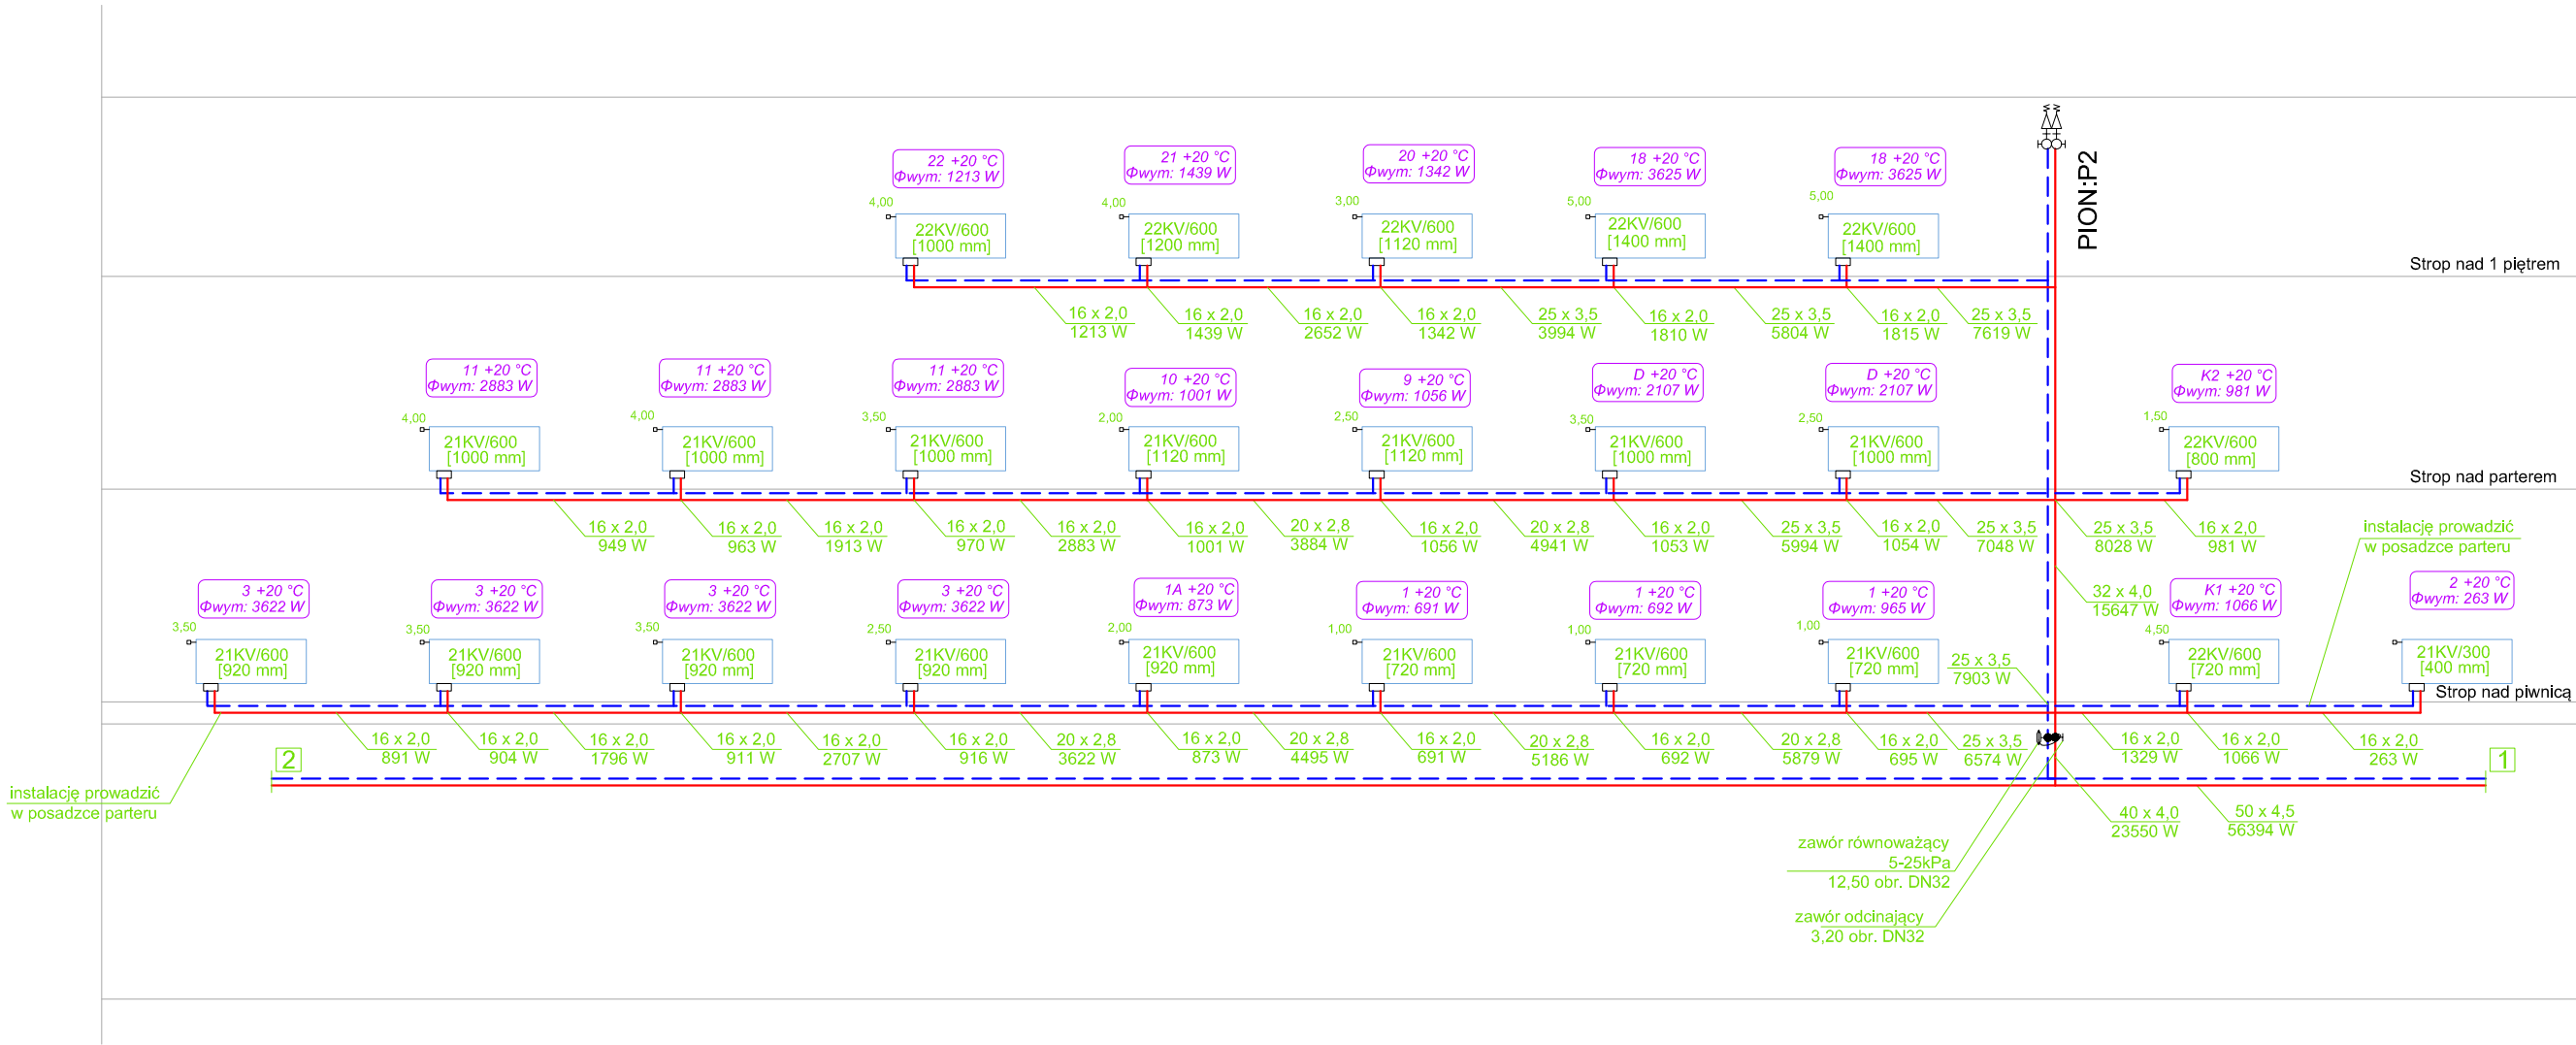 22 +20 °C
Φwym: 1213 W
21 +20 °C
Φwym: 1439 W
20 +20 °C
Φwym: 1342 W
18 +20 °C
Φwym: 3625 W
18 +20 °C
Φwym: 3625 W
PION:P2
4,00
4,00
3,00
5,00
5,00
22KV/600
[1000 mm]
22KV/600
[1200 mm]
22KV/600
[1120 mm]
22KV/600
[1400 mm]
22KV/600
[1400 mm]
Strop nad 1 piętrem
16 x 2,0
1213 W
16 x 2,0
1439 W
16 x 2,0
2652 W
16 x 2,0
1342 W
25 x 3,5
3994 W
16 x 2,0
1810 W
25 x 3,5
5804 W
16 x 2,0
1815 W
25 x 3,5
7619 W
11 +20 °C
Φwym: 2883 W
11 +20 °C
Φwym: 2883 W
11 +20 °C
Φwym: 2883 W
10 +20 °C
Φwym: 1001 W
9 +20 °C
Φwym: 1056 W
D +20 °C
Φwym: 2107 W
D +20 °C
Φwym: 2107 W
K2 +20 °C
Φwym: 981 W
4,00
4,00
3,50
2,00
2,50
3,50
2,50
1,50
21KV/600
[1000 mm]
21KV/600
[1000 mm]
21KV/600
[1000 mm]
21KV/600
[1120 mm]
21KV/600
[1120 mm]
21KV/600
[1000 mm]
21KV/600
[1000 mm]
22KV/600
[800 mm]
Strop nad parterem
16 x 2,0
949 W
16 x 2,0
963 W
16 x 2,0
1913 W
16 x 2,0
970 W
16 x 2,0
2883 W
16 x 2,0
1001 W
20 x 2,8
3884 W
16 x 2,0
1056 W
20 x 2,8
4941 W
16 x 2,0
1053 W
25 x 3,5
5994 W
16 x 2,0
1054 W
25 x 3,5
7048 W
25 x 3,5
8028 W
16 x 2,0
981 W
instalację prowadzić
w posadzce parteru
3 +20 °C
Φwym: 3622 W
3 +20 °C
Φwym: 3622 W
3 +20 °C
Φwym: 3622 W
3 +20 °C
Φwym: 3622 W
1A +20 °C
Φwym: 873 W
1 +20 °C
Φwym: 691 W
1 +20 °C
Φwym: 692 W
1 +20 °C
Φwym: 965 W
32 x 4,0
15647 W
K1 +20 °C
Φwym: 1066 W
2 +20 °C
Φwym: 263 W
3,50
3,50
3,50
2,50
2,00
1,00
1,00
1,00
4,50
21KV/600
[920 mm]
21KV/600
[920 mm]
21KV/600
[920 mm]
21KV/600
[920 mm]
21KV/600
[920 mm]
21KV/600
[720 mm]
21KV/600
[720 mm]
21KV/600
[720 mm]
25 x 3,5
7903 W
22KV/600
[720 mm]
21KV/300
[400 mm]
Strop nad piwnicą
16 x 2,0
891 W
16 x 2,0
904 W
16 x 2,0
1796 W
16 x 2,0
911 W
16 x 2,0
2707 W
16 x 2,0
916 W
20 x 2,8
3622 W
16 x 2,0
873 W
20 x 2,8
4495 W
16 x 2,0
691 W
20 x 2,8
5186 W
16 x 2,0
692 W
20 x 2,8
5879 W
16 x 2,0
695 W
25 x 3,5
6574 W
16 x 2,0
1329 W
16 x 2,0
1066 W
16 x 2,0
263 W
2
1
instalację prowadzić
w posadzce parteru
40 x 4,0
23550 W
50 x 4,5
56394 W
zawór równoważący
5-25kPa
12,50 obr. DN32
zawór odcinający
3,20 obr. DN32